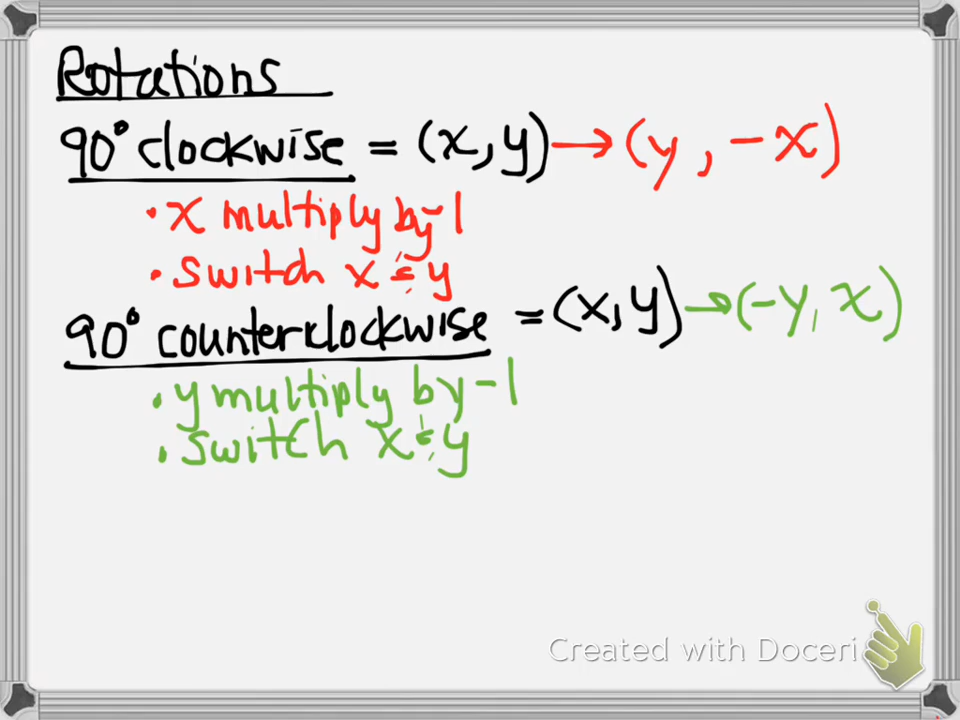 Rotations
90° clockwise = (x, y) → (y, -x)
• x multiply by -1
• switch x & y
90° counterclockwise = (x, y) → (-y, x)
• y multiply by -1
• switch x & y
Created with Doceri